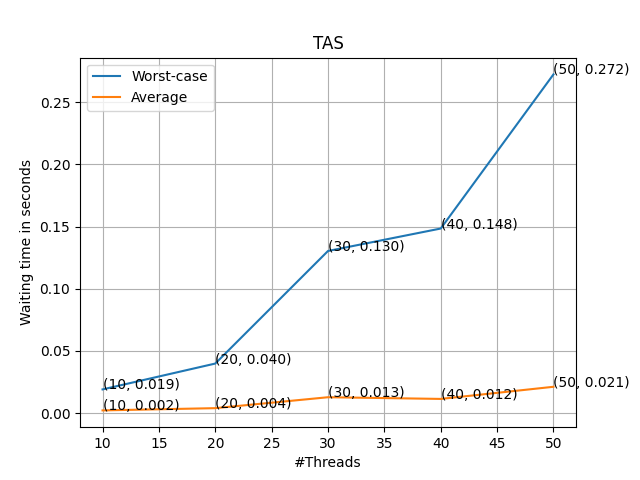 TAS
Worst-case
Average
Waiting time in seconds
0.25
0.20
0.15
0.10
0.05
0.00
(50, 0.272)
(40, 0.148)
(30, 0.130)
(20, 0.040)
(10, 0.019)
(50, 0.021)
(30, 0.013)
(40, 0.012)
(20, 0.004)
(10, 0.002)
10 15 20 25 30 35 40 45 50
#Threads